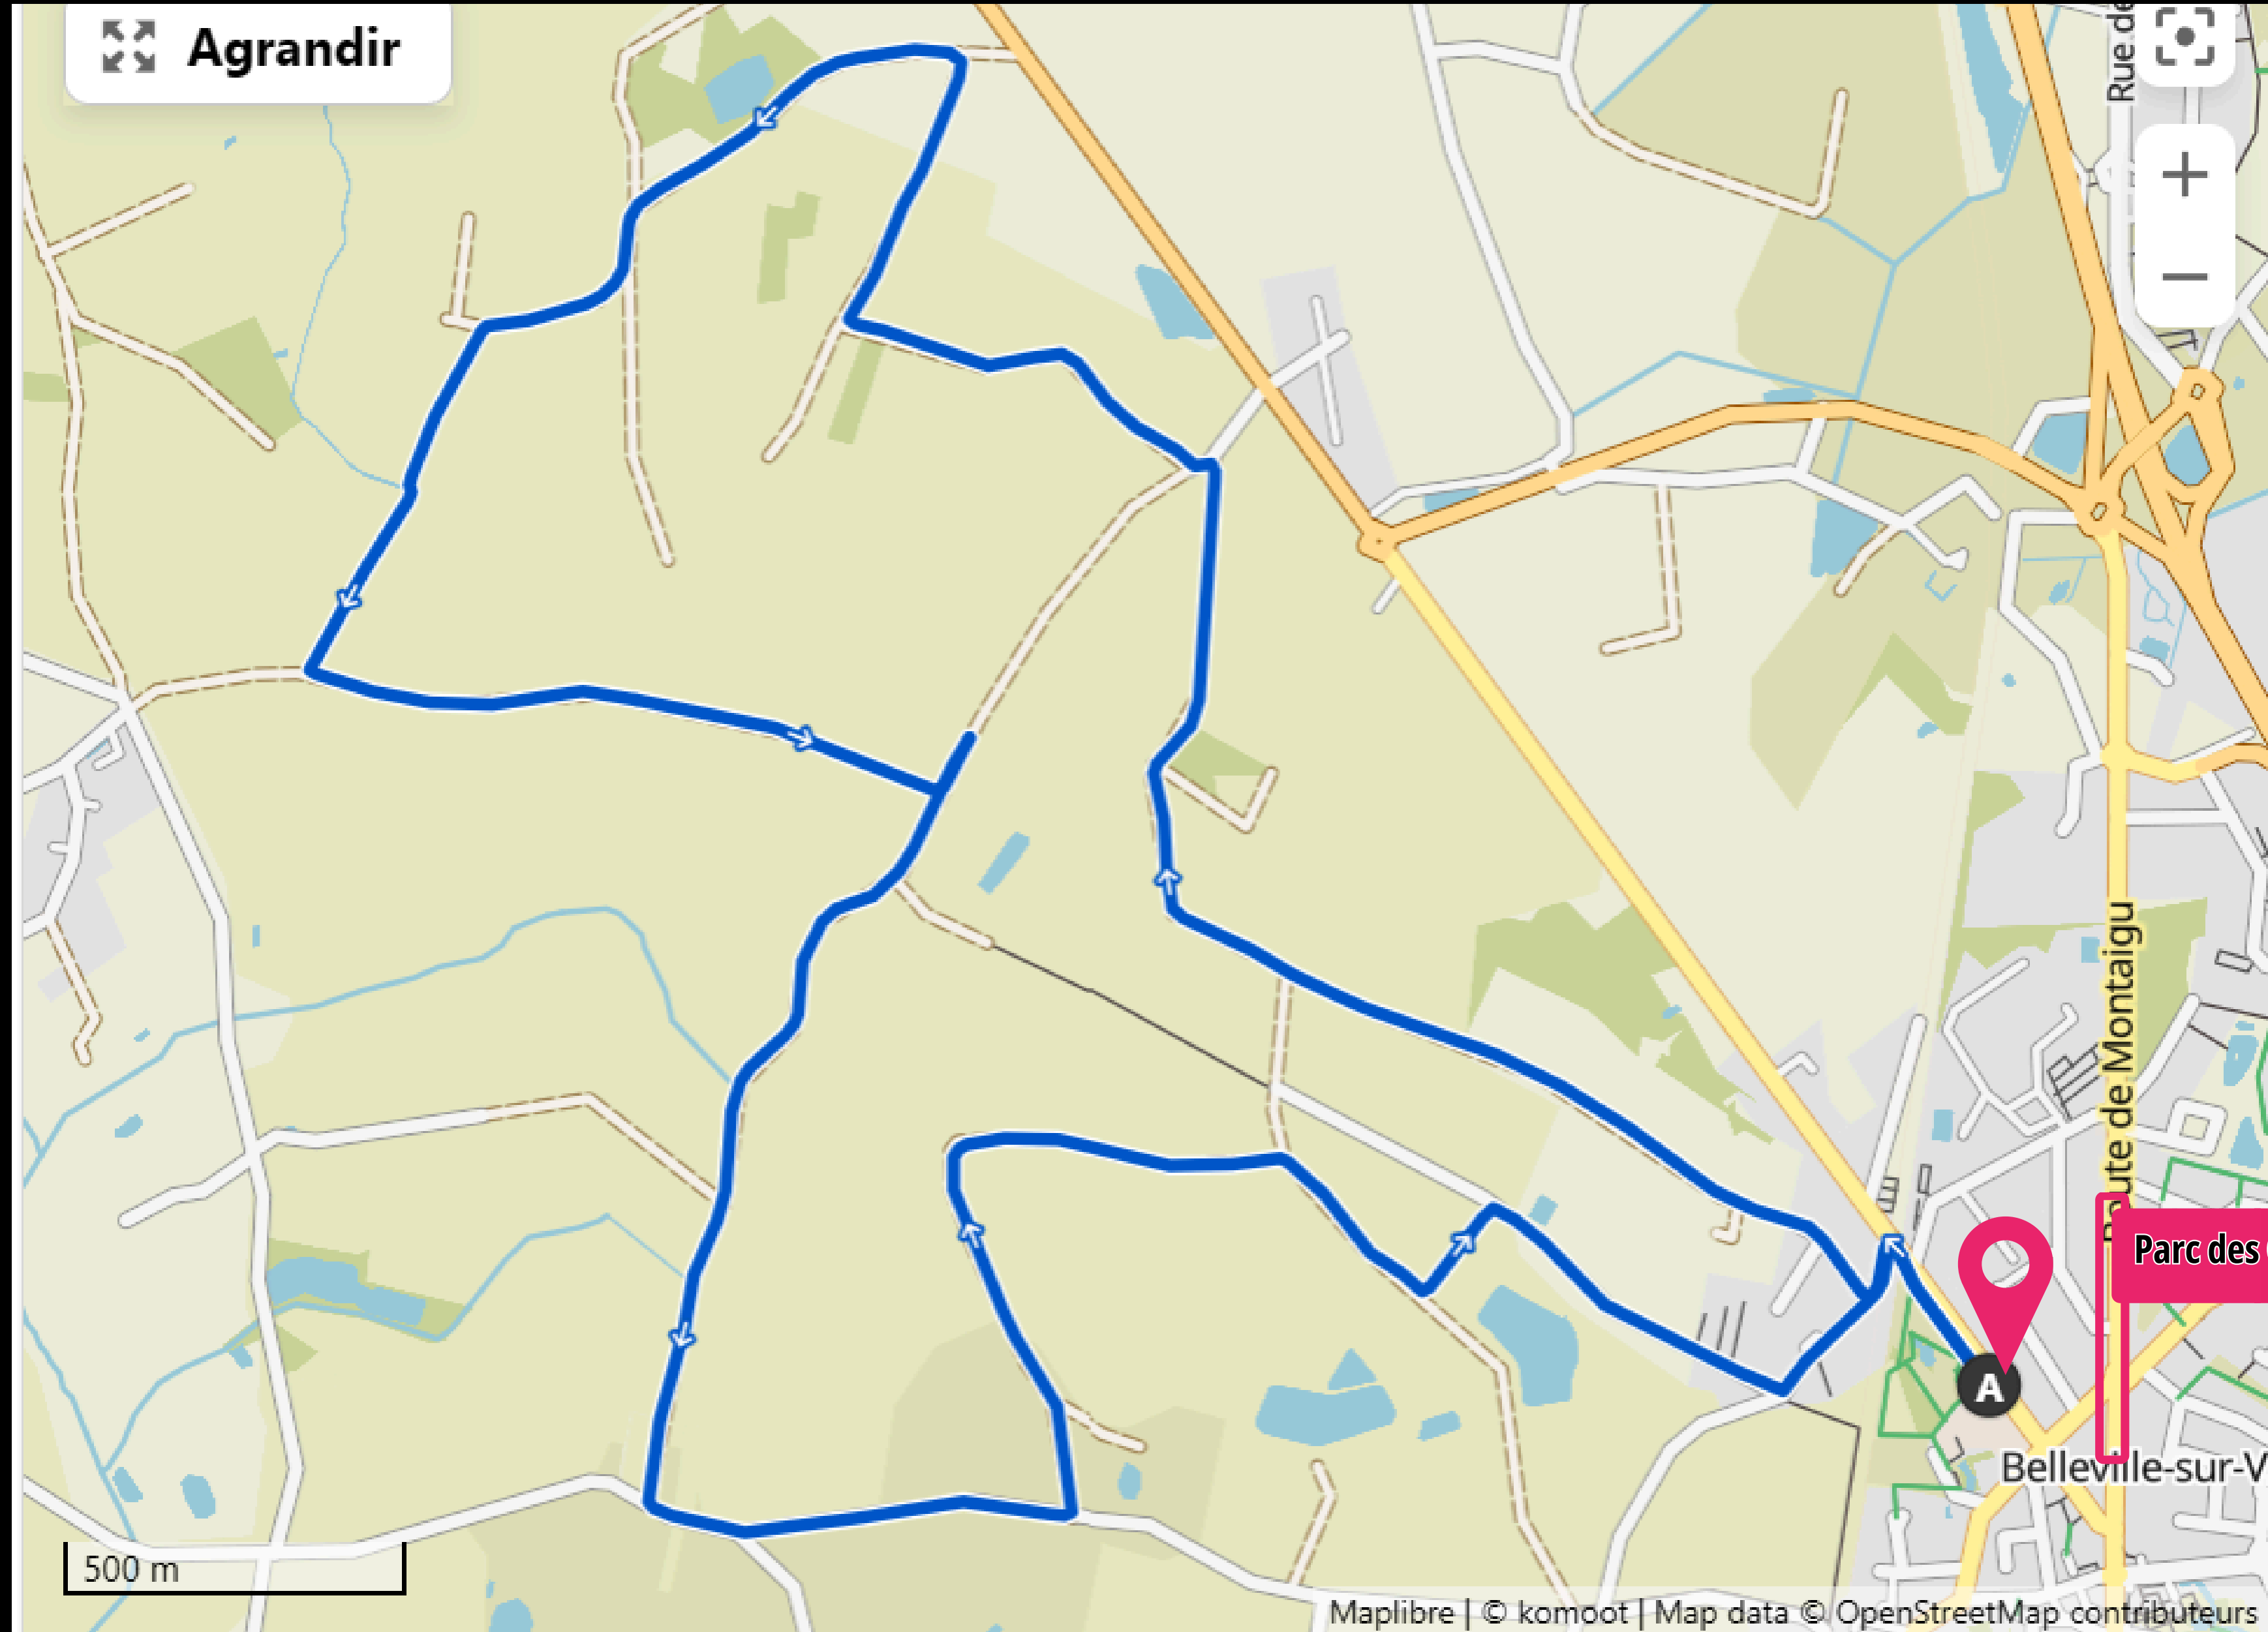 Agrandir
Rue de
+
−
Route de Montaigu
Parc des
A
Belleville-sur-V
500 m
Maplibre | © komoot | Map data © OpenStreetMap contributeurs